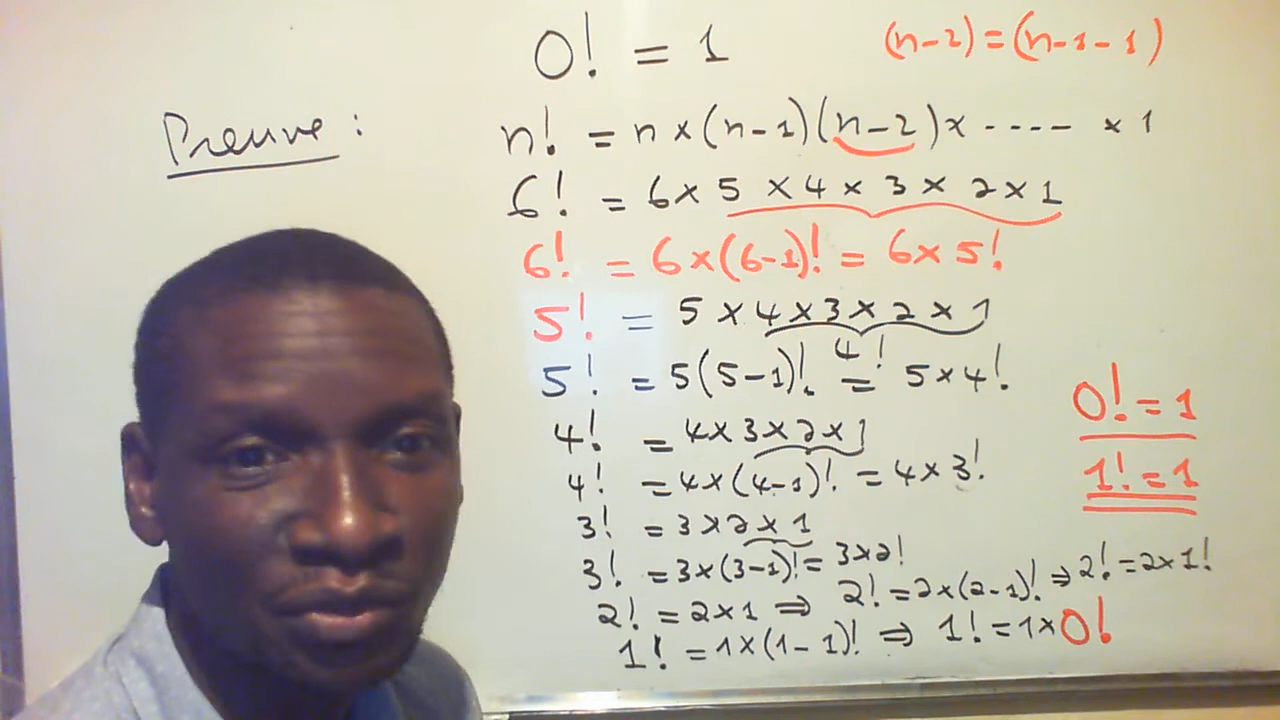 0! = 1
(n-2) = (n-1-1)
Preuve :
n! = n × (n-1)(n-2) × ---- × 1
6! = 6 × 5 × 4 × 3 × 2 × 1
6! = 6 × (6-1)! = 6 × 5!
5! = 5 × 4 × 3 × 2 × 1
4!
5! = 5(5-1)! = 5 × 4!
0! = 1
4! = 4 × 3 × 2 × 1
1! = 1
4! = 4 × (4-1)! = 4 × 3!
3! = 3 × 2 × 1
3! = 3 × (3-1)! = 3 × 2!
2! = 2 × 1 ⇒ 2! = 2 × (2-1)! ⇒ 2! = 2 × 1!
1! = 1 × (1-1)! ⇒ 1! = 1 × 0!